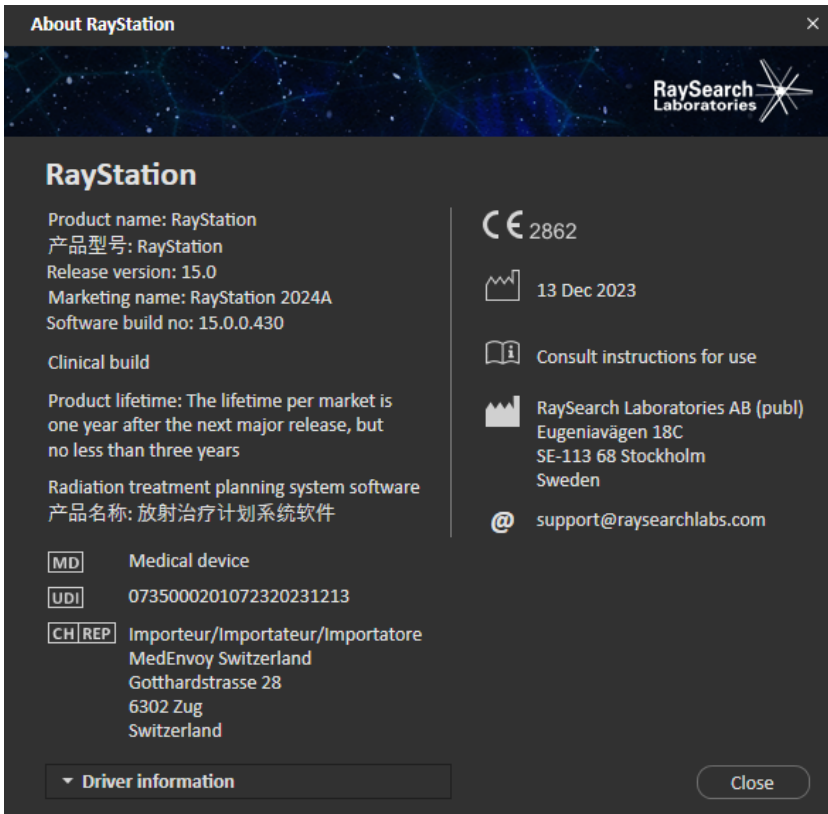 About RayStation
RaySearch
Laboratories
RayStation
Product name: RayStation
产品型号: RayStation
Release version: 15.0
Marketing name: RayStation 2024A
Software build no: 15.0.0.430
Clinical build
Product lifetime: The lifetime per market is
one year after the next major release, but
no less than three years
Radiation treatment planning system software
产品名称: 放射治疗计划系统软件
CE 2862
13 Dec 2023
Consult instructions for use
RaySearch Laboratories AB (publ)
Eugeniavägen 18C
SE-113 68 Stockholm
Sweden
@ support@raysearchlabs.com
MD Medical device
UDI 0735000201072320231213
CH REP Importeur/Importateur/Importatore
MedEnvoy Switzerland
Gotthardstrasse 28
6302 Zug
Switzerland
Driver information
Close